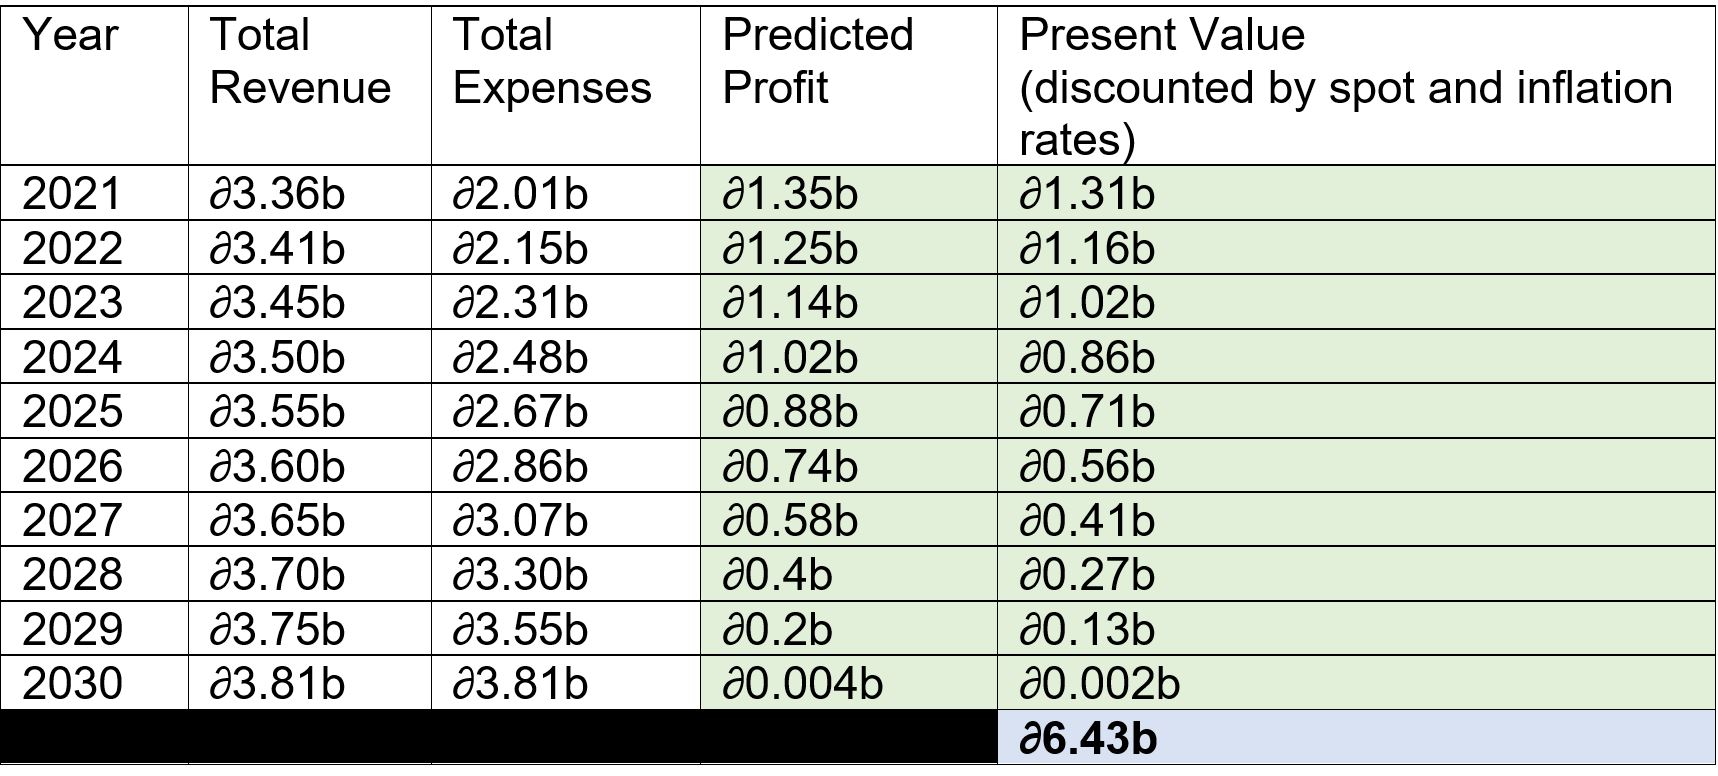 Year Total Revenue Total Expenses Predicted Profit Present Value (discounted by spot and inflation rates)
2021 ∂3.36b ∂2.01b ∂1.35b ∂1.31b
2022 ∂3.41b ∂2.15b ∂1.25b ∂1.16b
2023 ∂3.45b ∂2.31b ∂1.14b ∂1.02b
2024 ∂3.50b ∂2.48b ∂1.02b ∂0.86b
2025 ∂3.55b ∂2.67b ∂0.88b ∂0.71b
2026 ∂3.60b ∂2.86b ∂0.74b ∂0.56b
2027 ∂3.65b ∂3.07b ∂0.58b ∂0.41b
2028 ∂3.70b ∂3.30b ∂0.4b ∂0.27b
2029 ∂3.75b ∂3.55b ∂0.2b ∂0.13b
2030 ∂3.81b ∂3.81b ∂0.004b ∂0.002b
∂6.43b